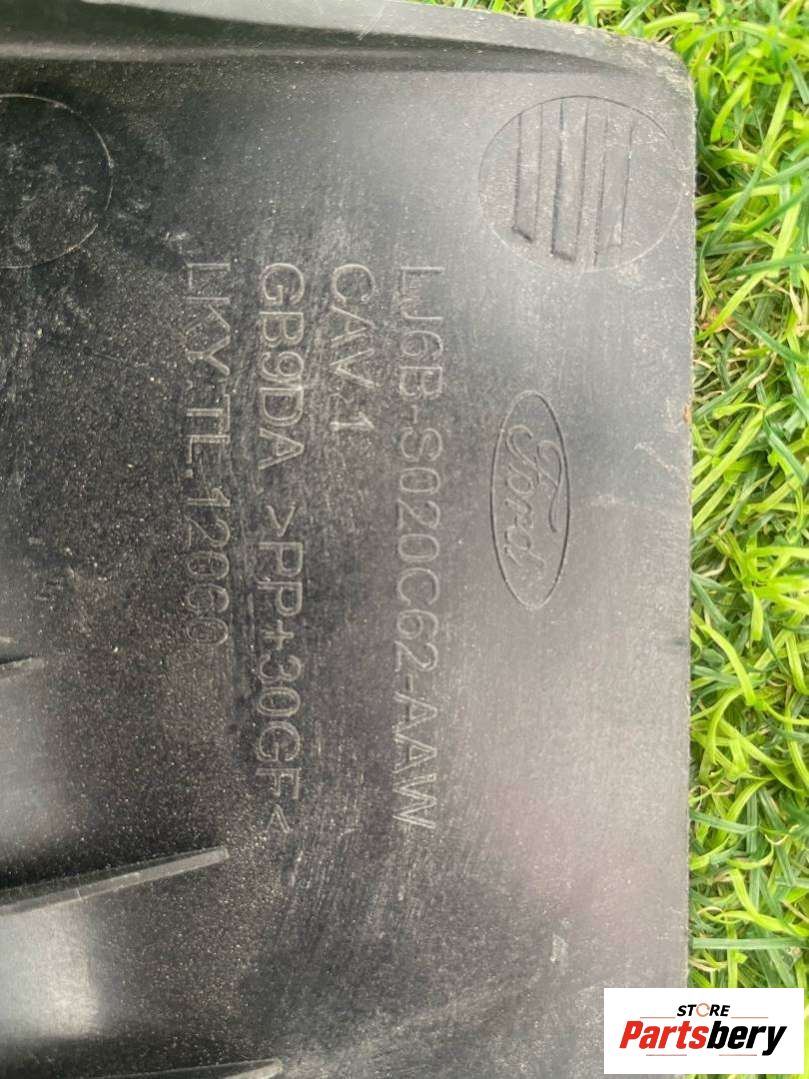 Ford
LJ6B-S020C62-AAW
CAV.1
GB9DA >PP+30GF<
LKY.TL.12060
STORE
Partsbery